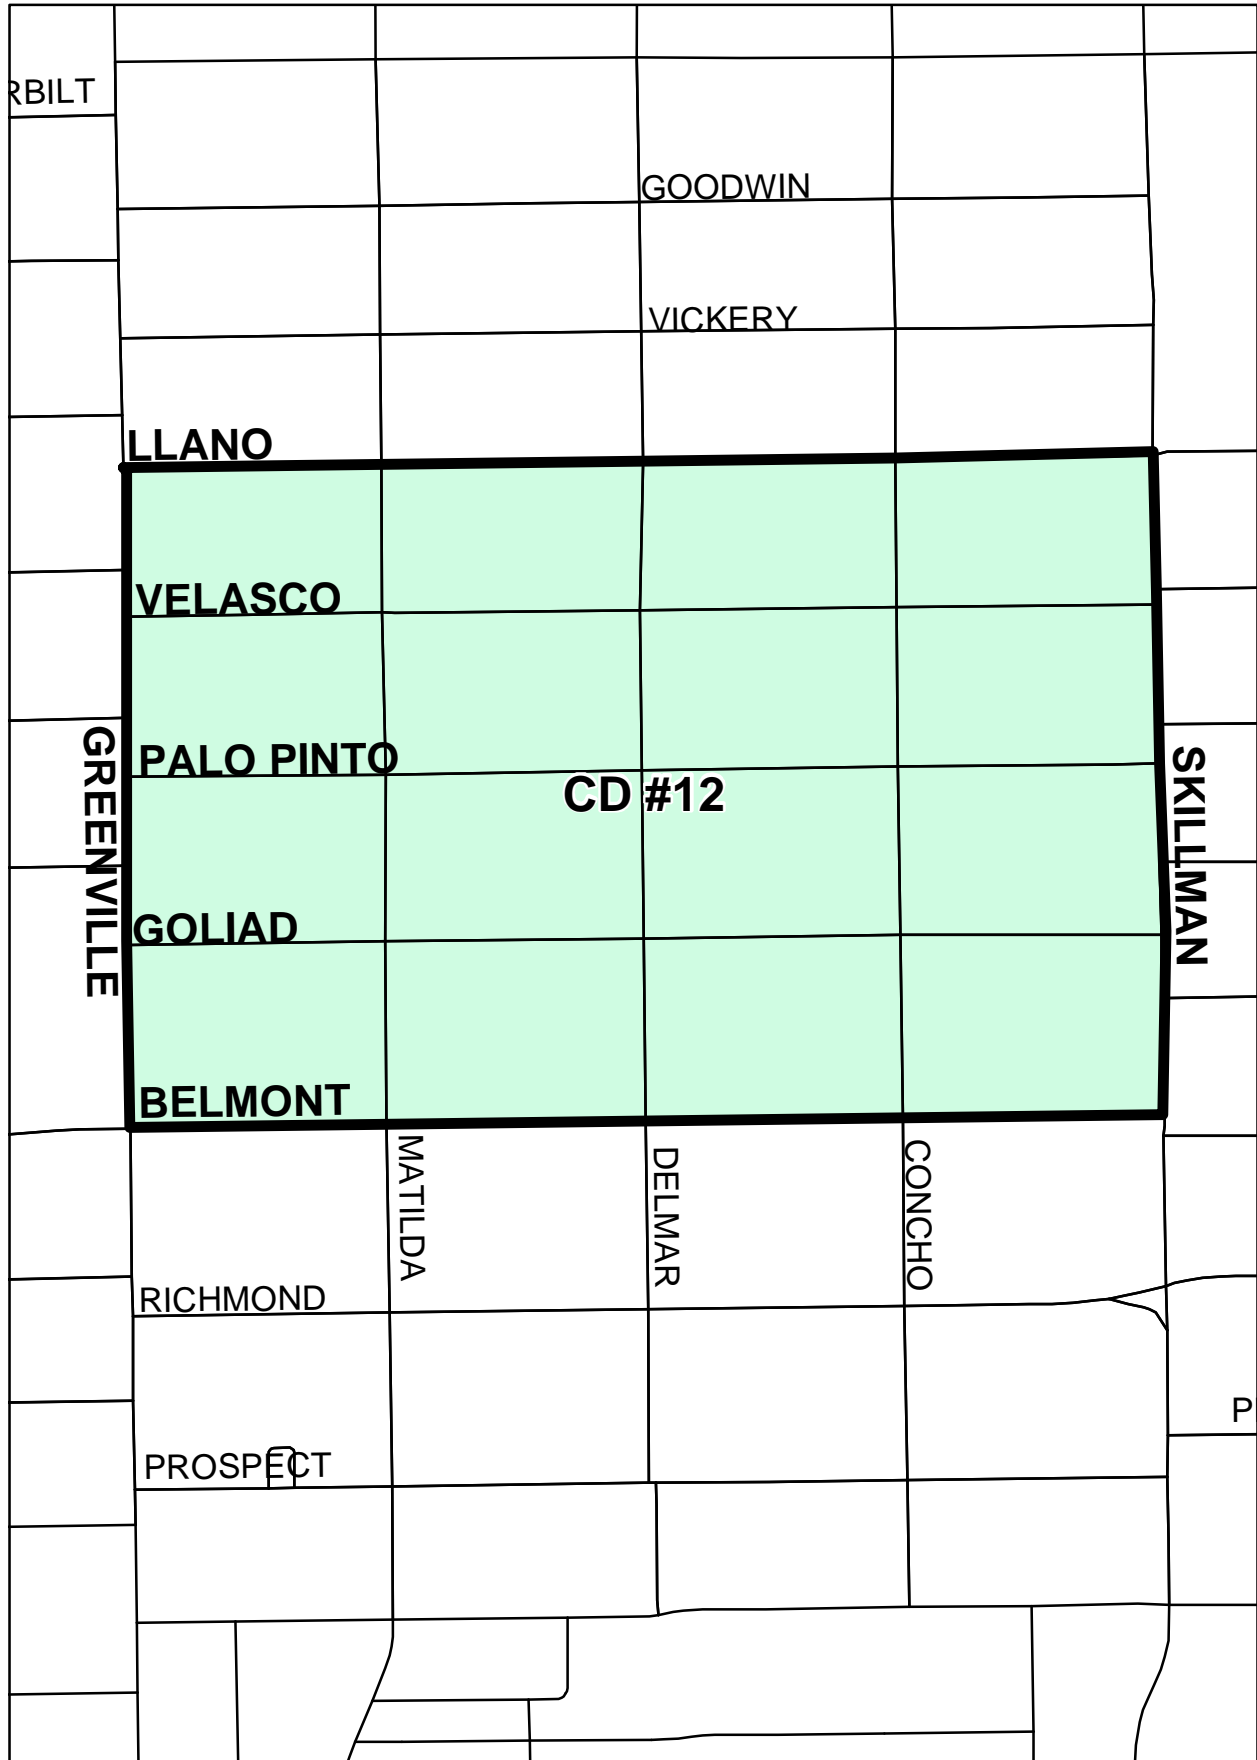 RBILT
GOODWIN
VICKERY
LLANO
VELASCO
PALO PINTO
CD #12
GREENVILLE
SKILLMAN
GOLIAD
BELMONT
MATILDA
DELMAR
CONCHO
RICHMOND
P
PROSPECT